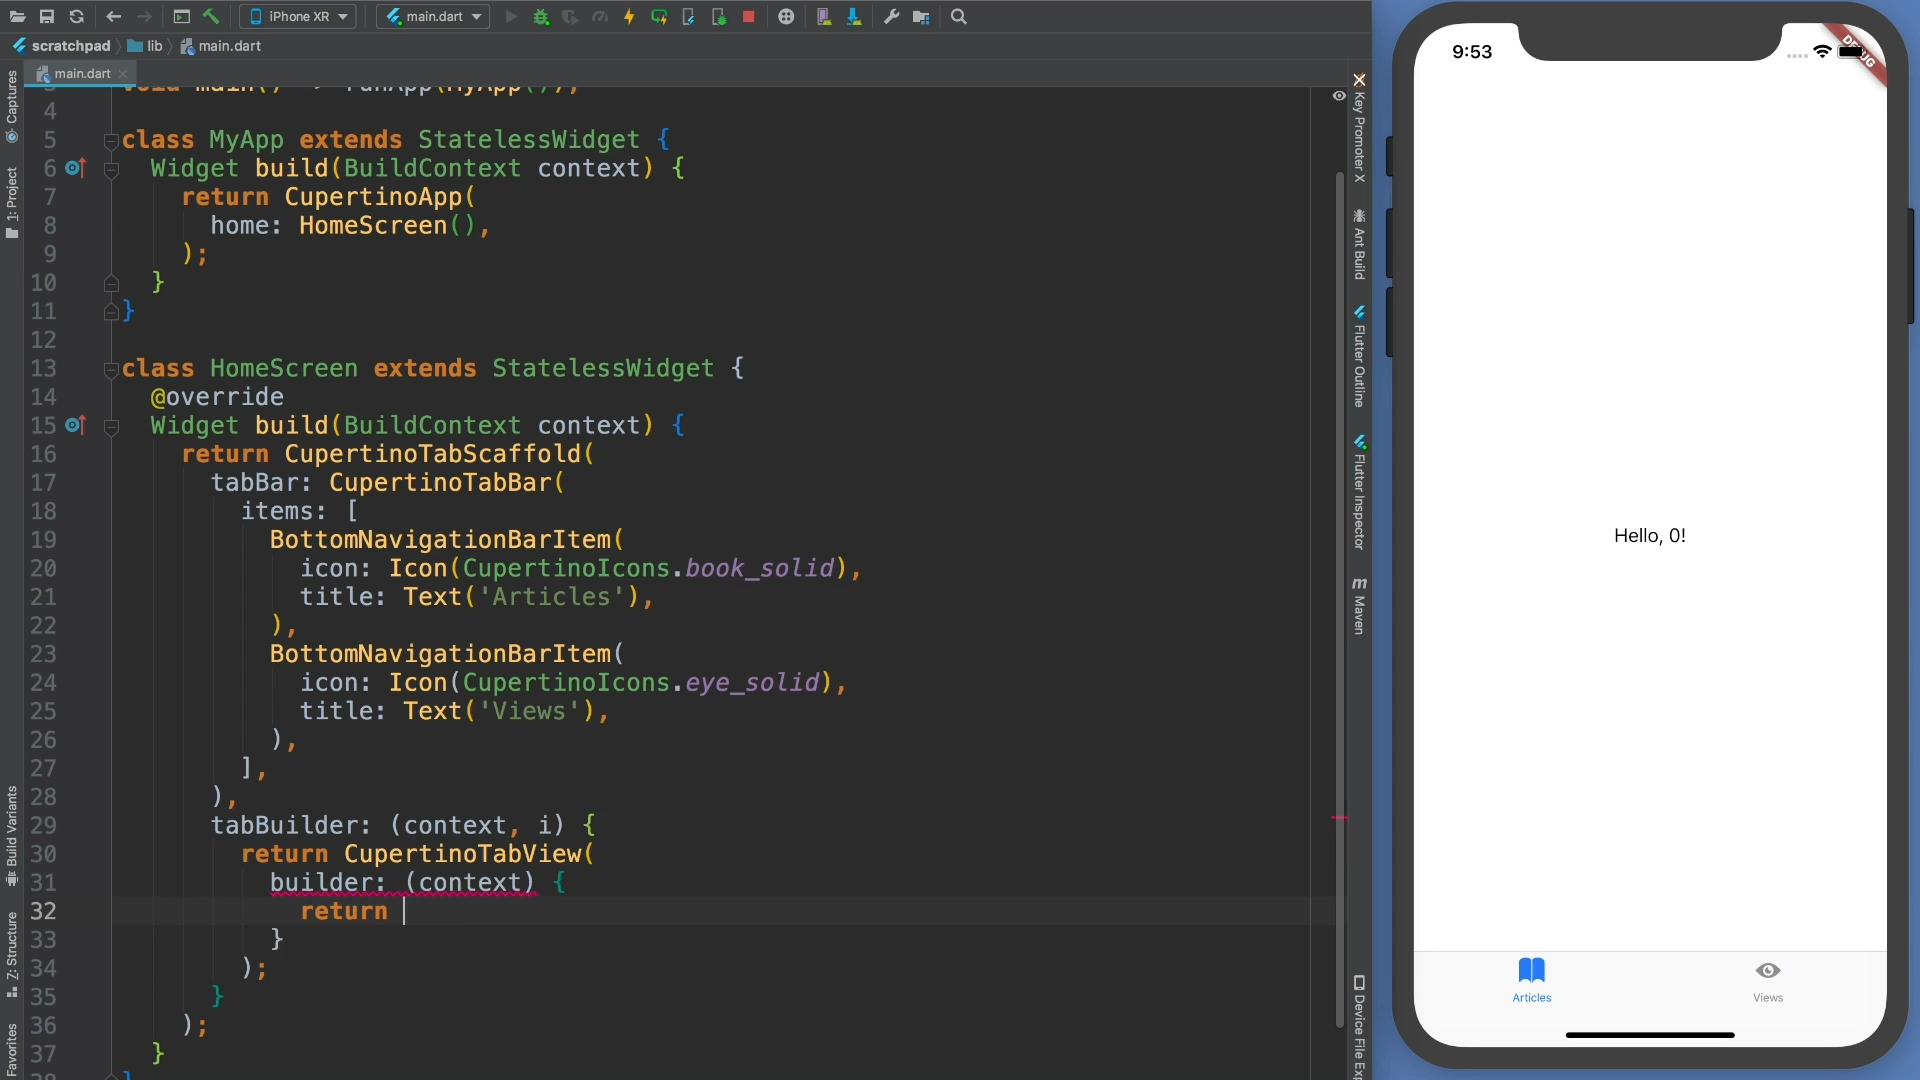 iPhone XR
main.dart
scratchpad
lib
main.dart
main.dart
Captures
1: Project
Build Variants
Z: Structure
Favorites
4
5 class MyApp extends StatelessWidget {
6 Widget build(BuildContext context) {
7 return CupertinoApp(
8 home: HomeScreen(),
9 );
10 }
11 }
12
13 class HomeScreen extends StatelessWidget {
14 @override
15 Widget build(BuildContext context) {
16 return CupertinoTabScaffold(
17 tabBar: CupertinoTabBar(
18 items: [
19 BottomNavigationBarItem(
20 icon: Icon(CupertinoIcons.book_solid),
21 title: Text('Articles'),
22 ),
23 BottomNavigationBarItem(
24 icon: Icon(CupertinoIcons.eye_solid),
25 title: Text('Views'),
26 ),
27 ],
28 ),
29 tabBuilder: (context, i) {
30 return CupertinoTabView(
31 builder: (context) {
32 return
33 }
34 );
35 }
36 );
37 }
Key Promoter X
Ant Build
Flutter Outline
Flutter Inspector
m Maven
Device File Exp
9:53
DEBUG
Hello, 0!
Articles
Views